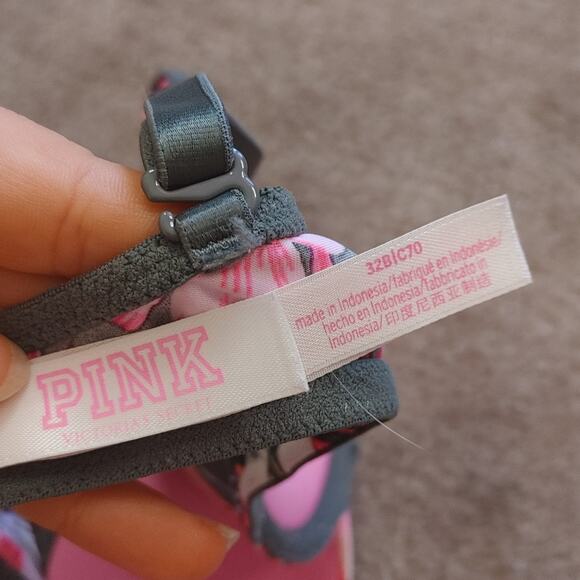 PINK
VICTORIA'S SECRET
32B|C70
made in Indonesia/fabriqué en Indonésie/
hecho en Indonesia/fabbricato in
Indonesia/印度尼西亚制造